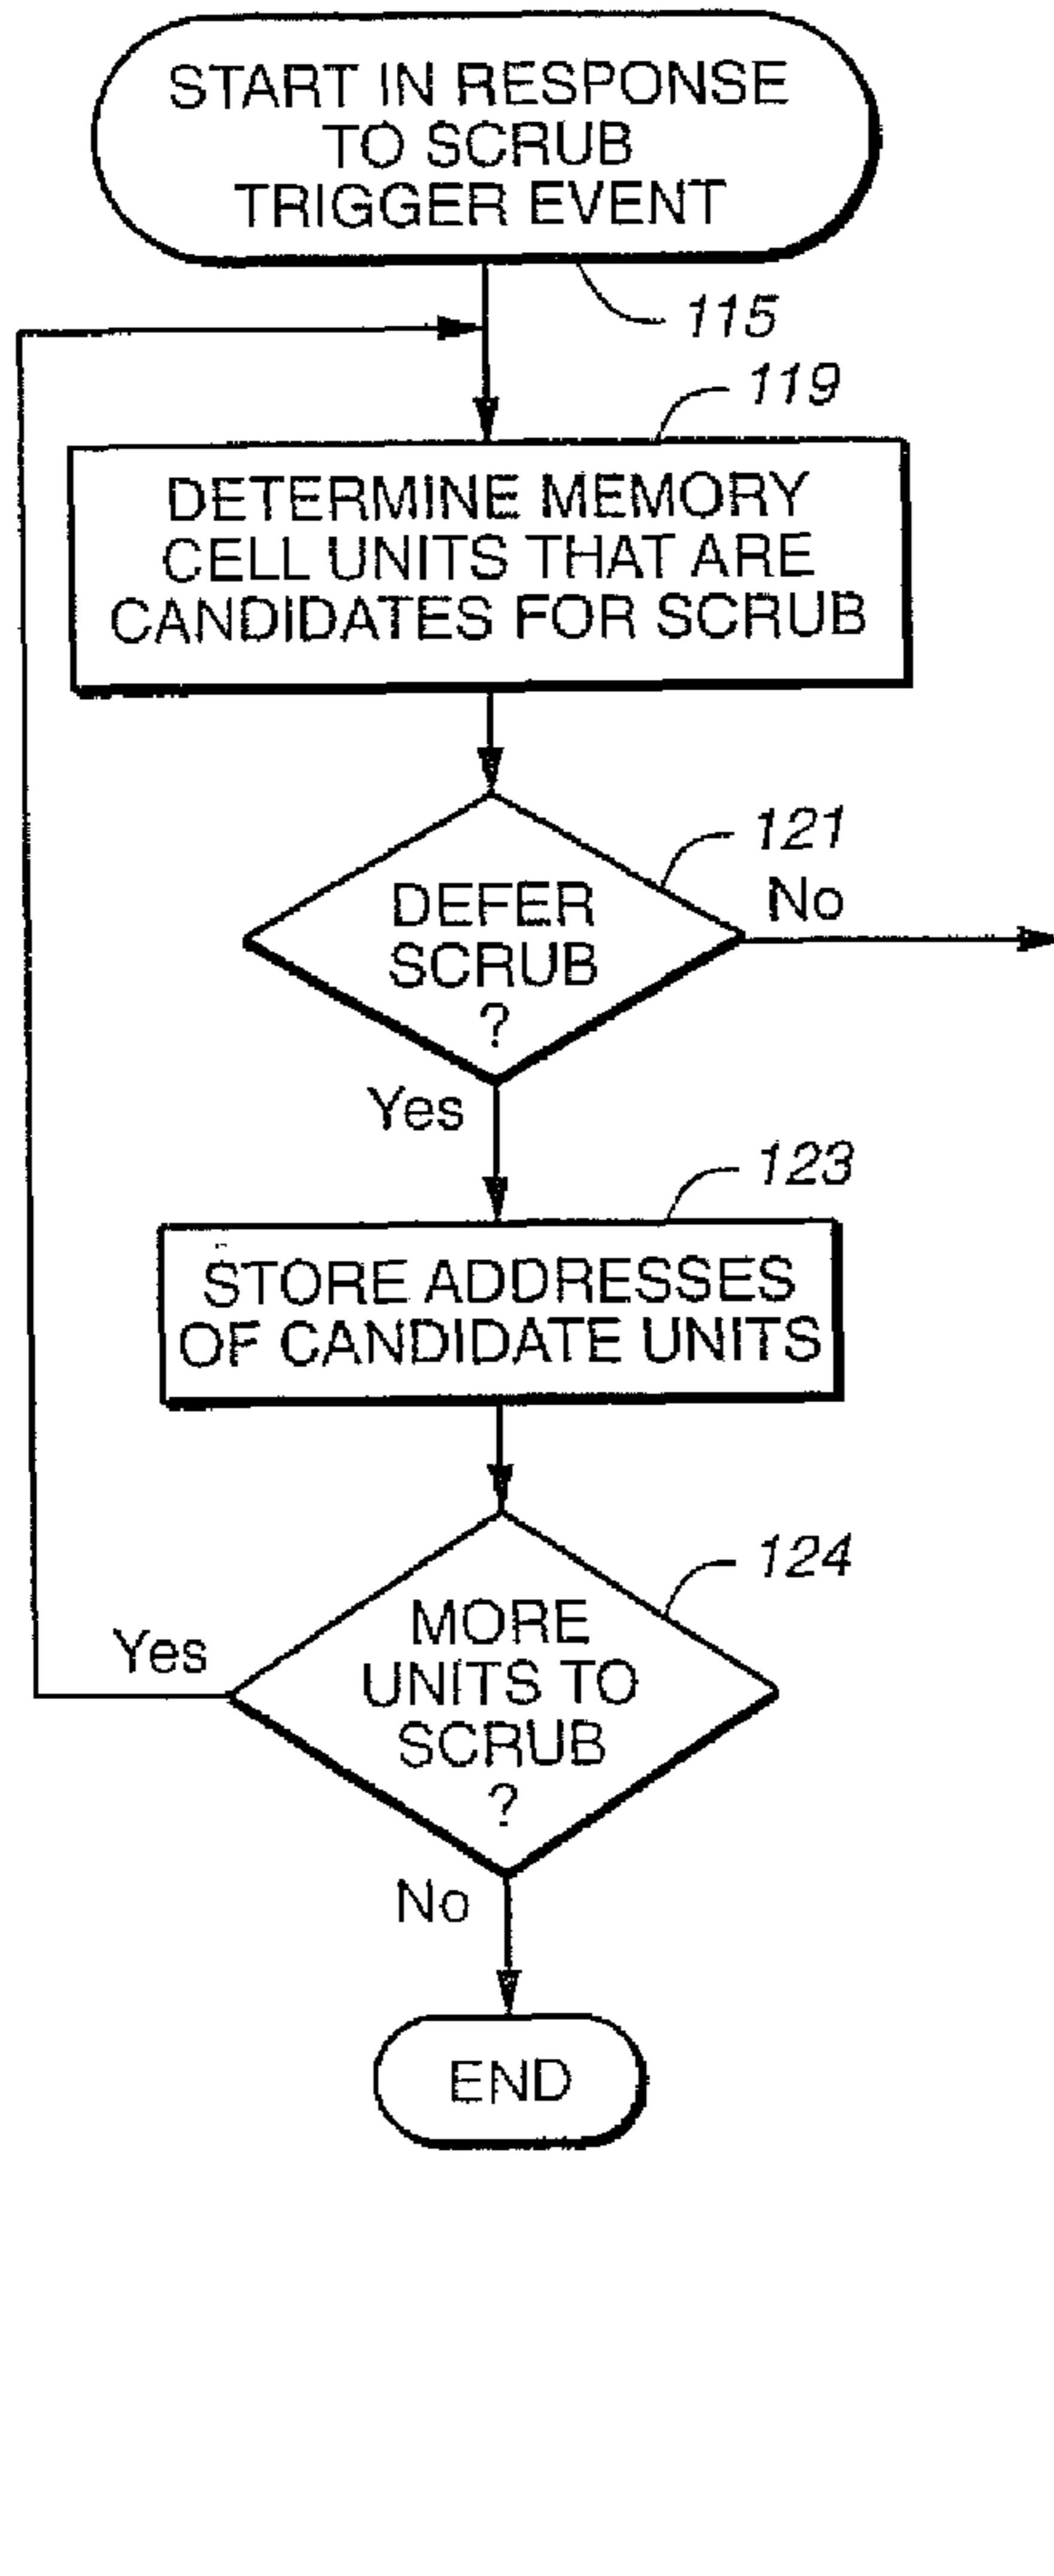 START IN RESPONSE
TO SCRUB
TRIGGER EVENT
115
119
DETERMINE MEMORY
CELL UNITS THAT ARE
CANDIDATES FOR SCRUB
121
No
DEFER
SCRUB
?
Yes
123
STORE ADDRESSES
OF CANDIDATE UNITS
124
MORE
UNITS TO
SCRUB
?
Yes
No
END